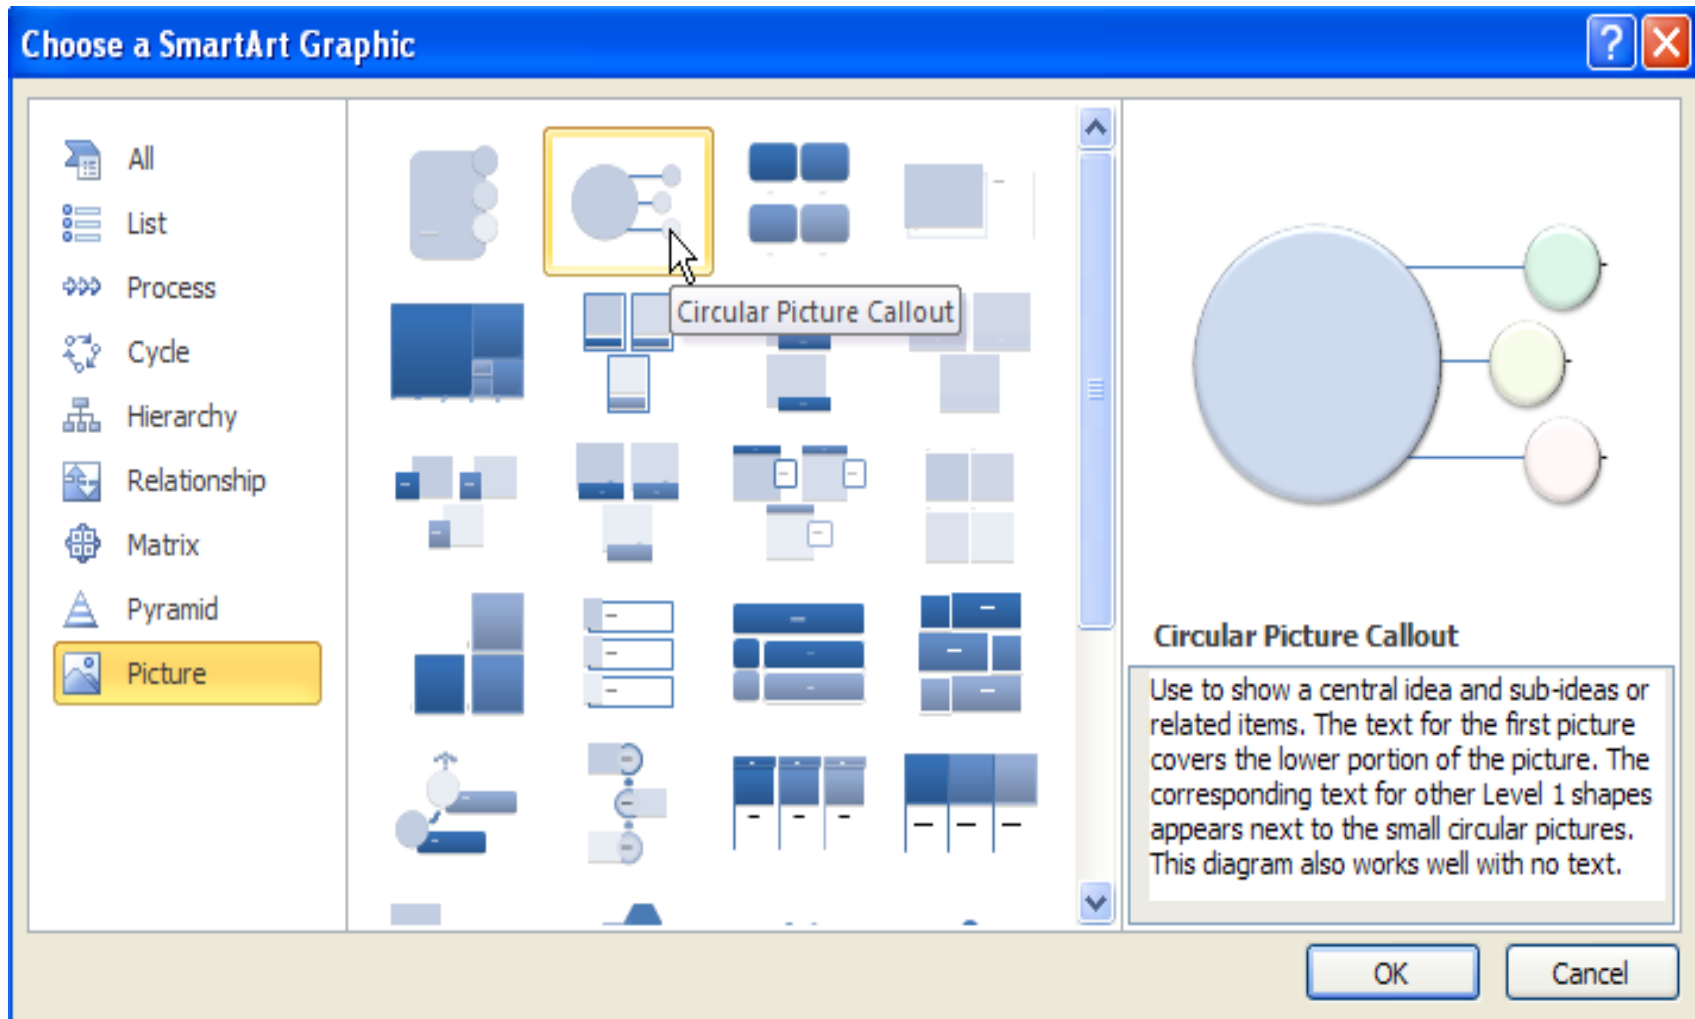 Choose a SmartArt Graphic
All
List
Process
Cycle
Hierarchy
Relationship
Matrix
Pyramid
Picture
Circular Picture Callout
Circular Picture Callout
Use to show a central idea and sub-ideas or
related items. The text for the first picture
covers the lower portion of the picture. The
corresponding text for other Level 1 shapes
appears next to the small circular pictures.
This diagram also works well with no text.
OK
Cancel